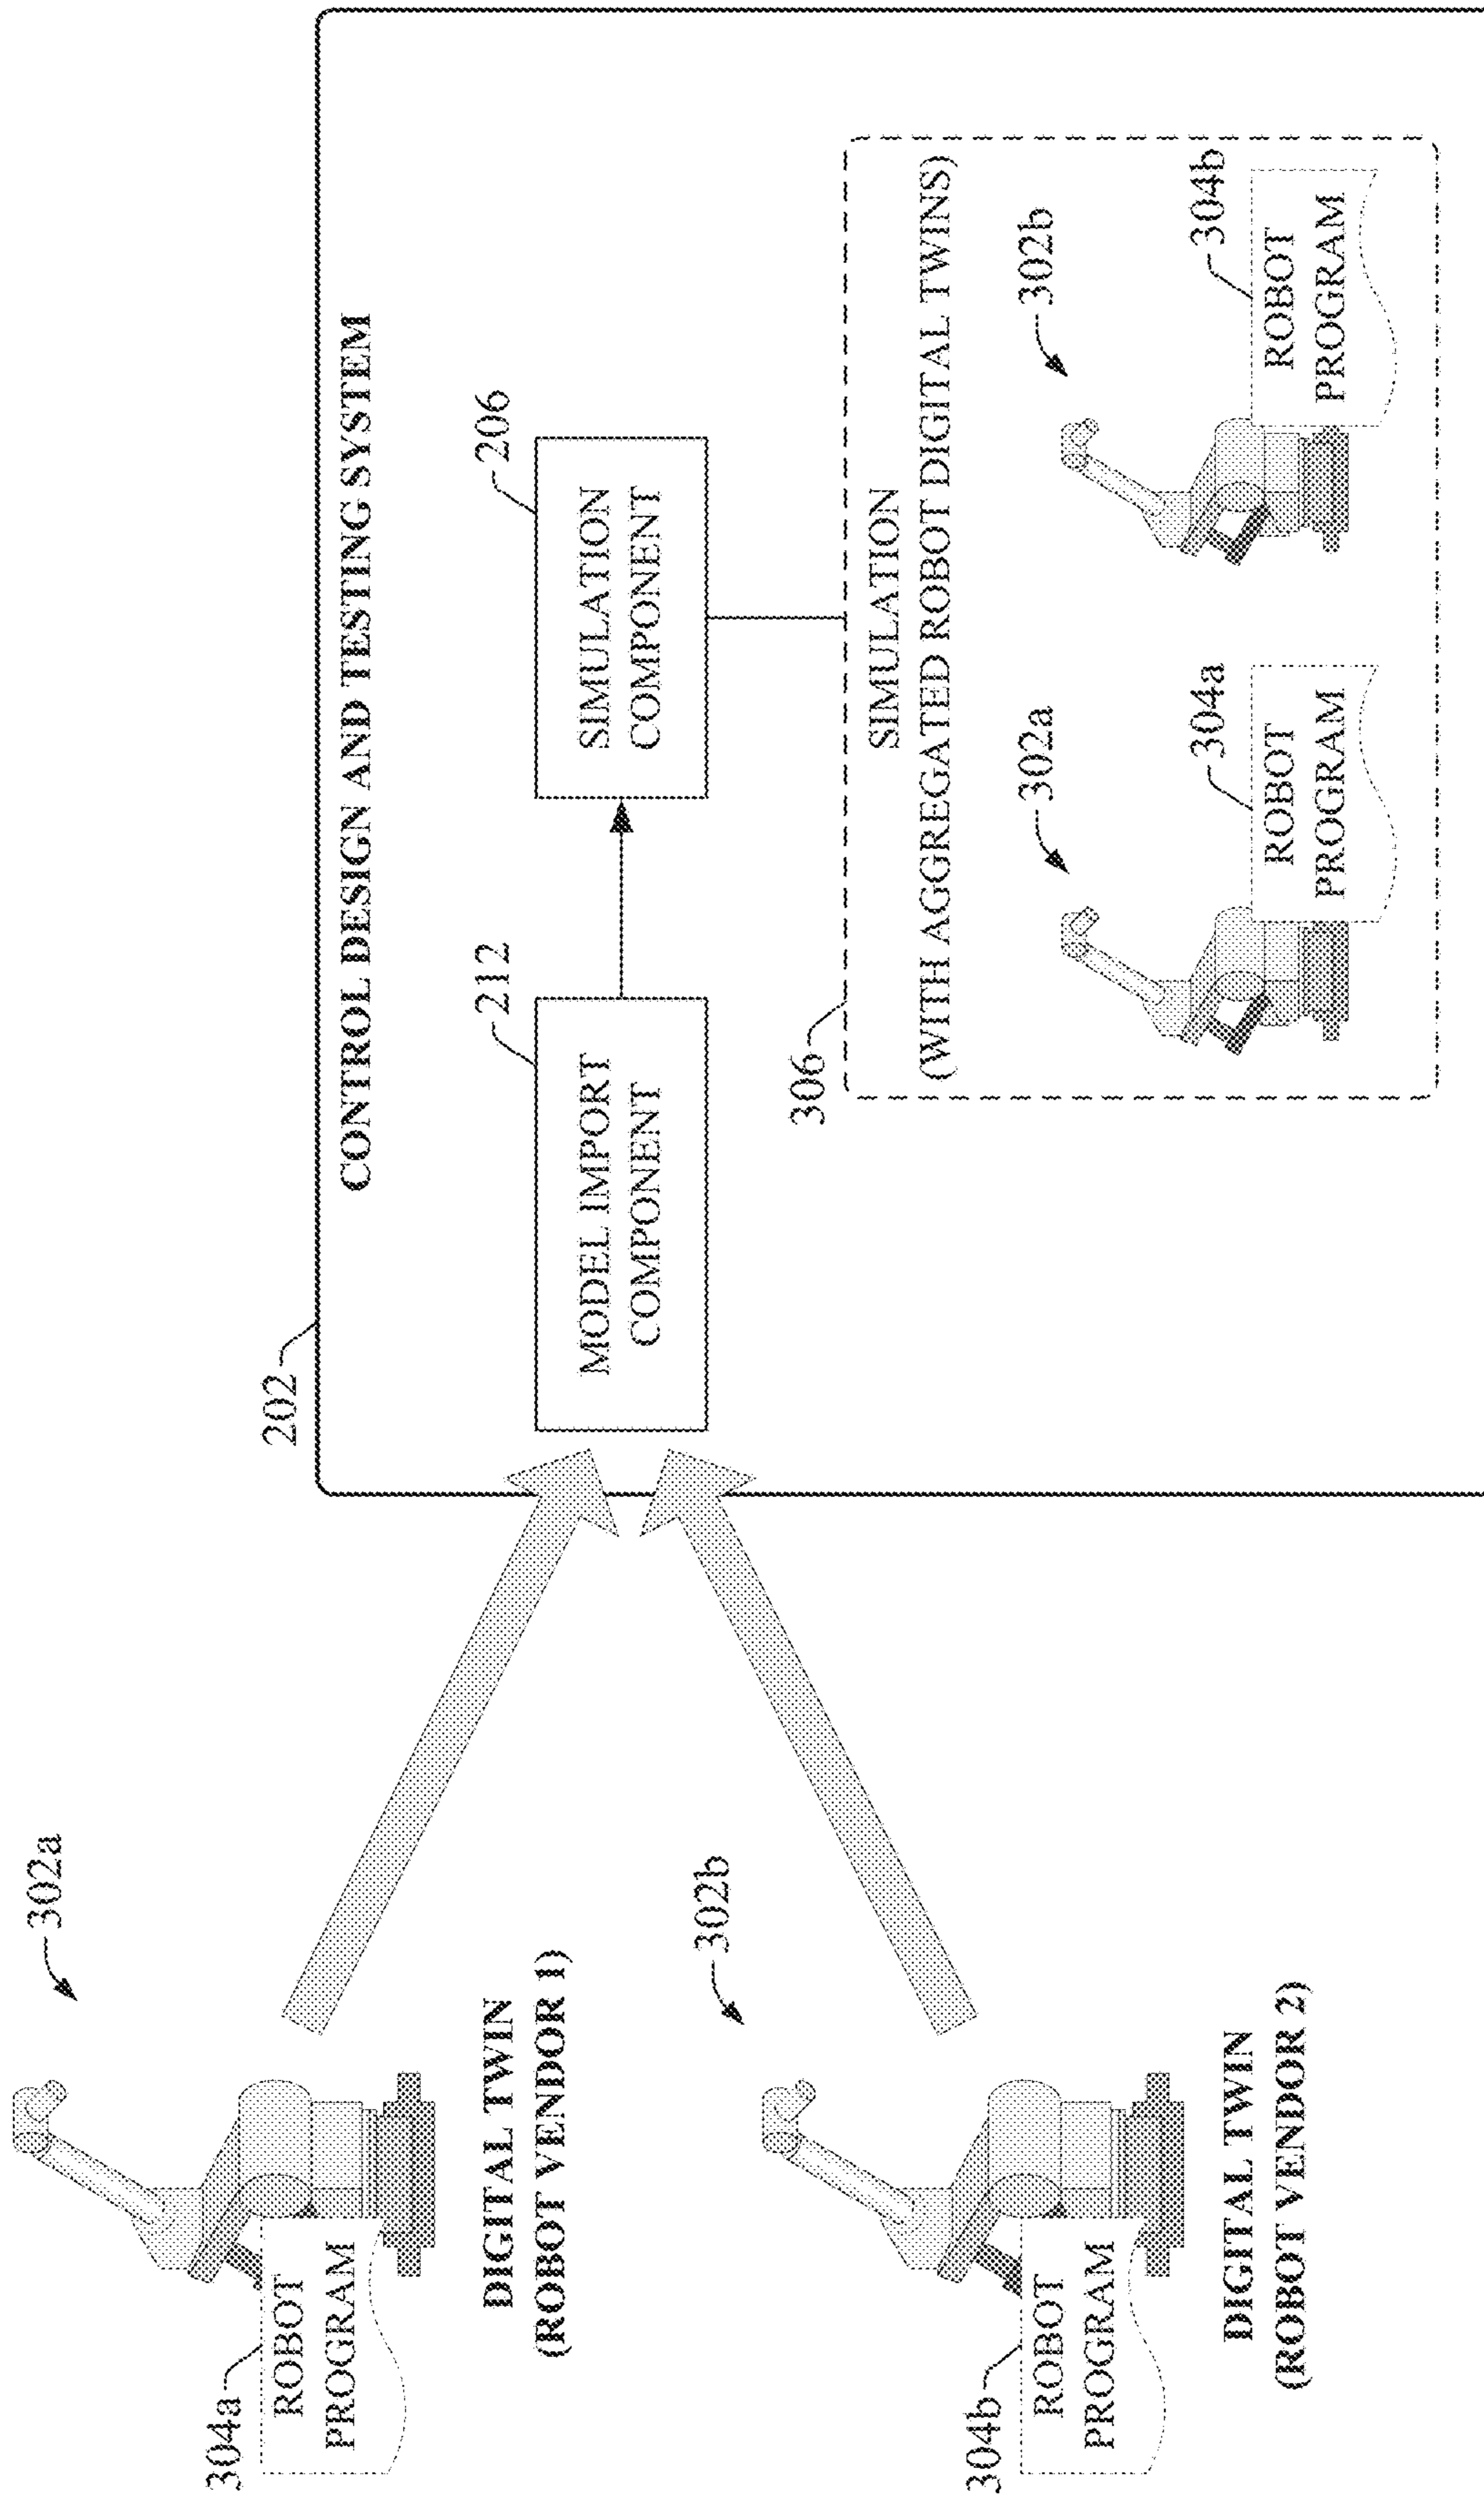 304a
ROBOT
PROGRAM
302a
DIGITAL TWIN
(ROBOT VENDOR 1)
304b
ROBOT
PROGRAM
302b
DIGITAL TWIN
(ROBOT VENDOR 2)
202
CONTROL DESIGN AND TESTING SYSTEM
212
MODEL IMPORT
COMPONENT
206
SIMULATION
COMPONENT
306
SIMULATION
(WITH AGGREGATED ROBOT DIGITAL TWINS)
302a
304a
ROBOT
PROGRAM
302b
304b
ROBOT
PROGRAM